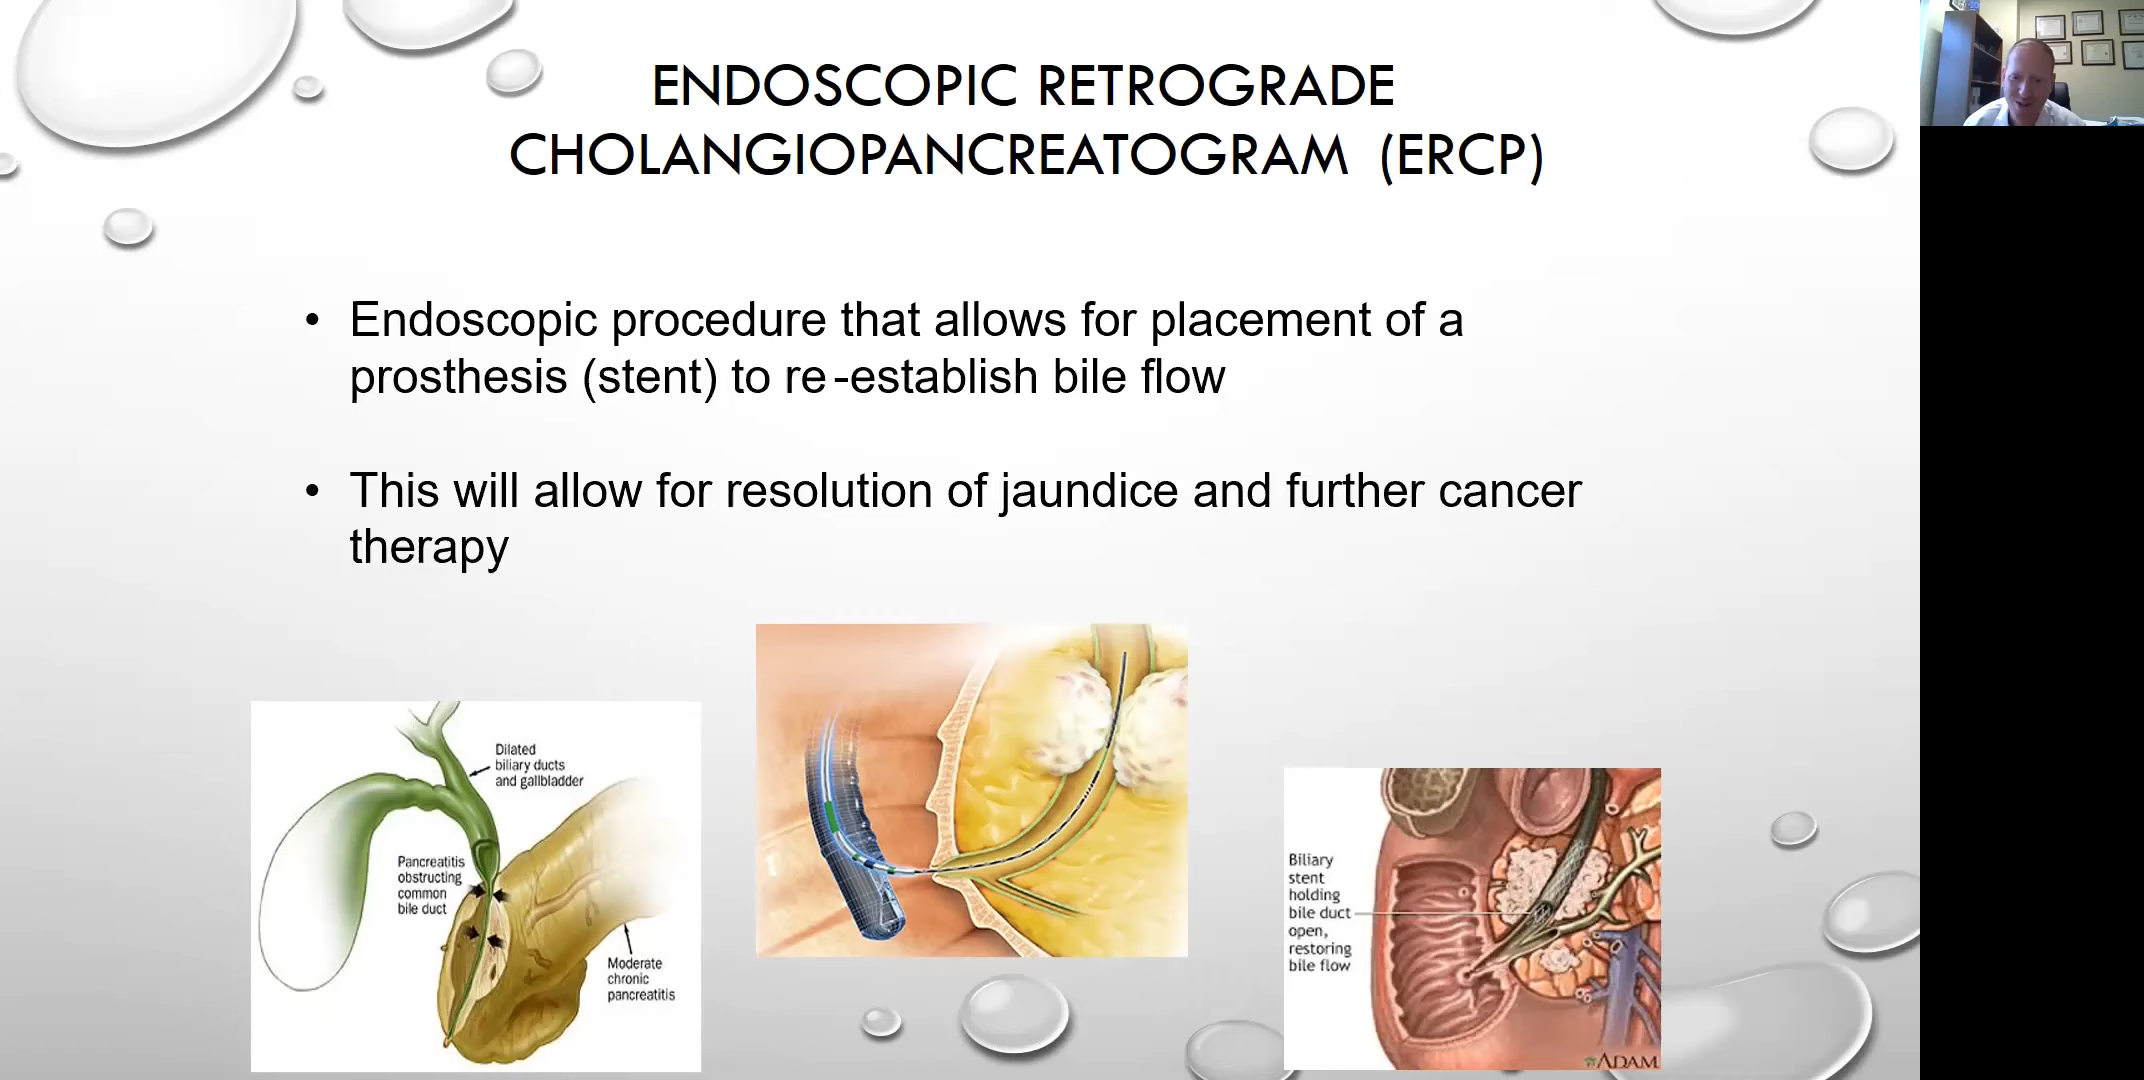 ENDOSCOPIC RETROGRADE
CHOLANGIOPANCREATOGRAM (ERCP)
• Endoscopic procedure that allows for placement of a
prosthesis (stent) to re-establish bile flow
• This will allow for resolution of jaundice and further cancer
therapy
Dilated
biliary ducts
and gallbladder
Pancreatitis
obstructing
common
bile duct
Moderate
chronic
pancreatitis
Biliary
stent
holding
bile duct
open,
restoring
bile flow
ADAM